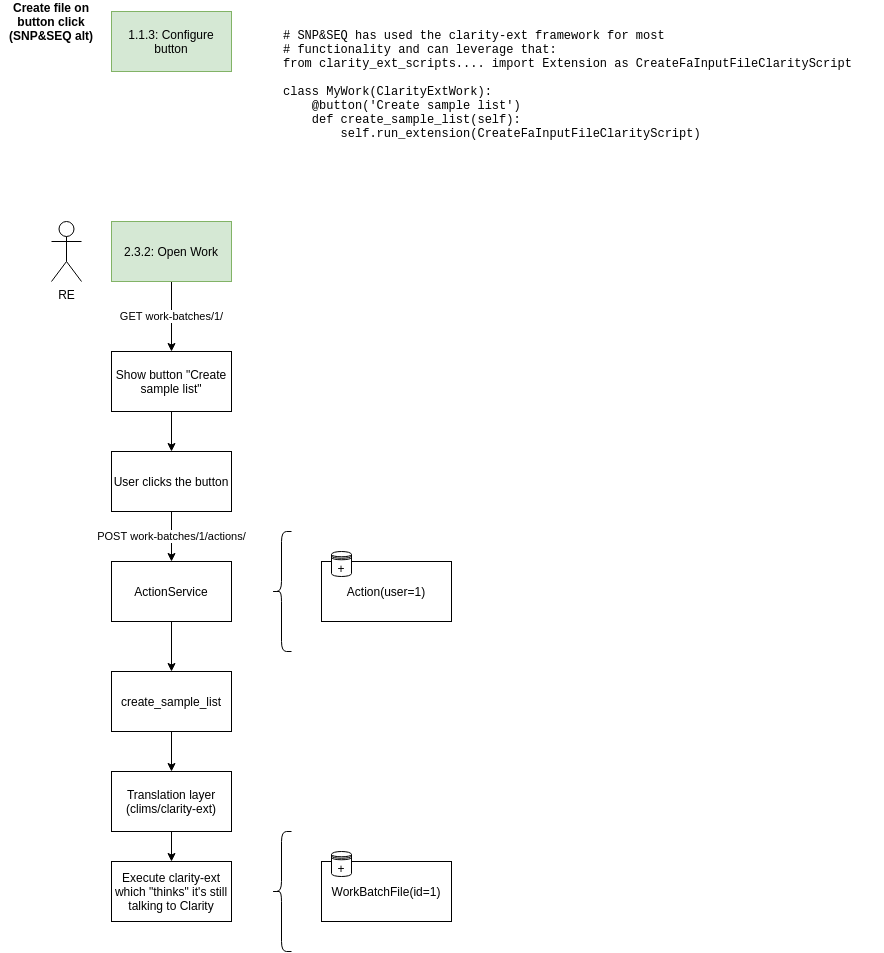 Create file on
button click
(SNP&SEQ alt)
1.1.3: Configure
button
# SNP&SEQ has used the clarity-ext framework for most
# functionality and can leverage that:
from clarity_ext_scripts.... import Extension as CreateFaInputFileClarityScript
class MyWork(ClarityExtWork):
    @button('Create sample list')
    def create_sample_list(self):
        self.run_extension(CreateFaInputFileClarityScript)
RE
2.3.2: Open Work
GET work-batches/1/
Show button "Create
sample list"
User clicks the button
POST work-batches/1/actions/
ActionService
+
Action(user=1)
create_sample_list
Translation layer
(clims/clarity-ext)
Execute clarity-ext
which "thinks" it's still
talking to Clarity
+
WorkBatchFile(id=1)